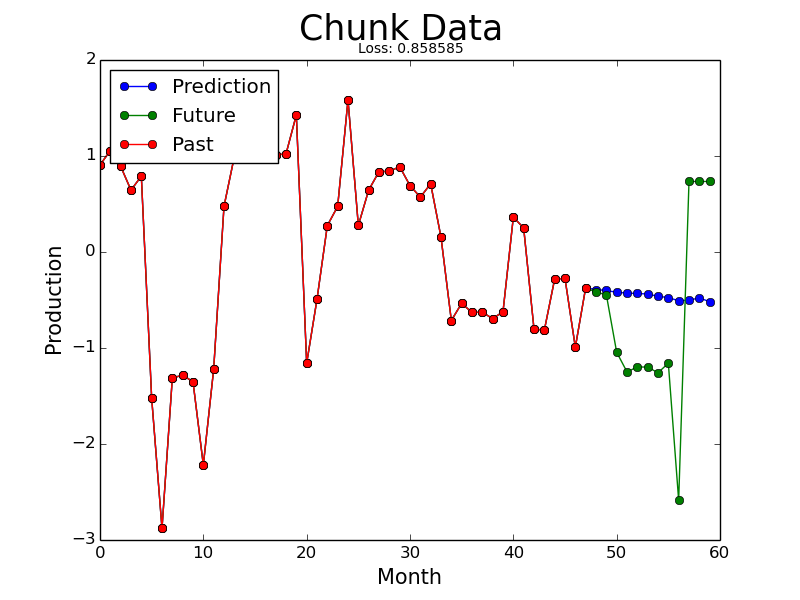 Chunk Data
Loss: 0.858585
Prediction
Future
Past
2
1
0
−1
−2
−3
Production
0 10 20 30 40 50 60
Month